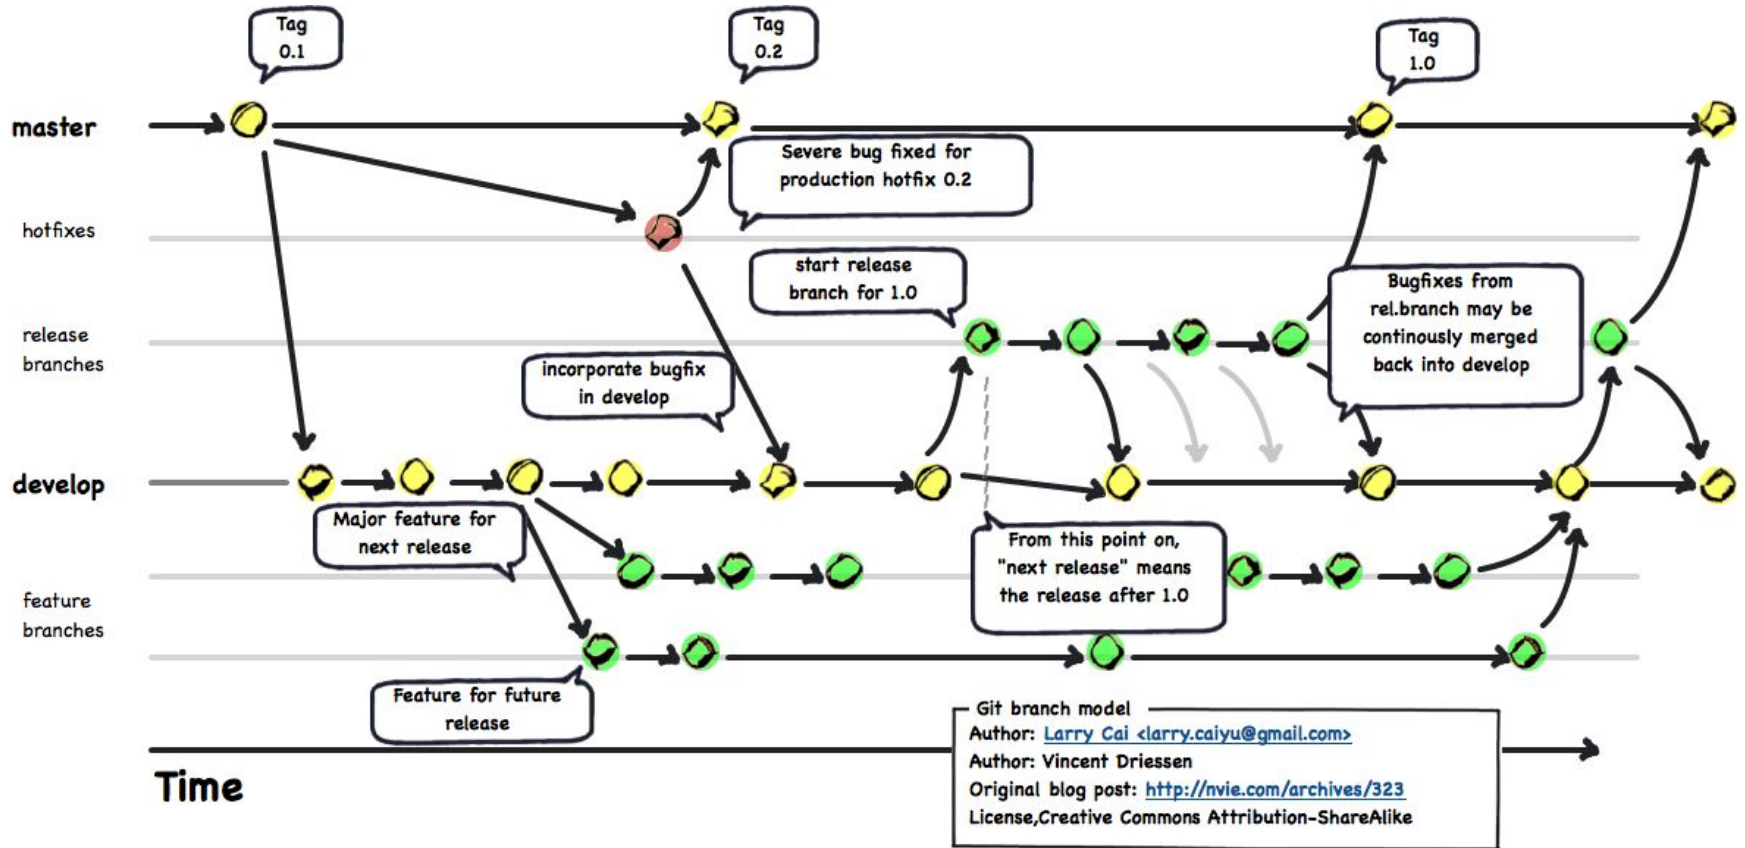 Tag
0.1
Tag
0.2
Tag
1.0
master
Severe bug fixed for
production hotfix 0.2
hotfixes
start release
branch for 1.0
Bugfixes from
rel.branch may be
continously merged
back into develop
release
branches
incorporate bugfix
in develop
develop
Major feature for
next release
From this point on,
"next release" means
the release after 1.0
feature
branches
Feature for future
release
Git branch model
Author: Larry Cai <larry.caiyu@gmail.com>
Author: Vincent Driessen
Original blog post: http://nvie.com/archives/323
License,Creative Commons Attribution-ShareAlike
Time